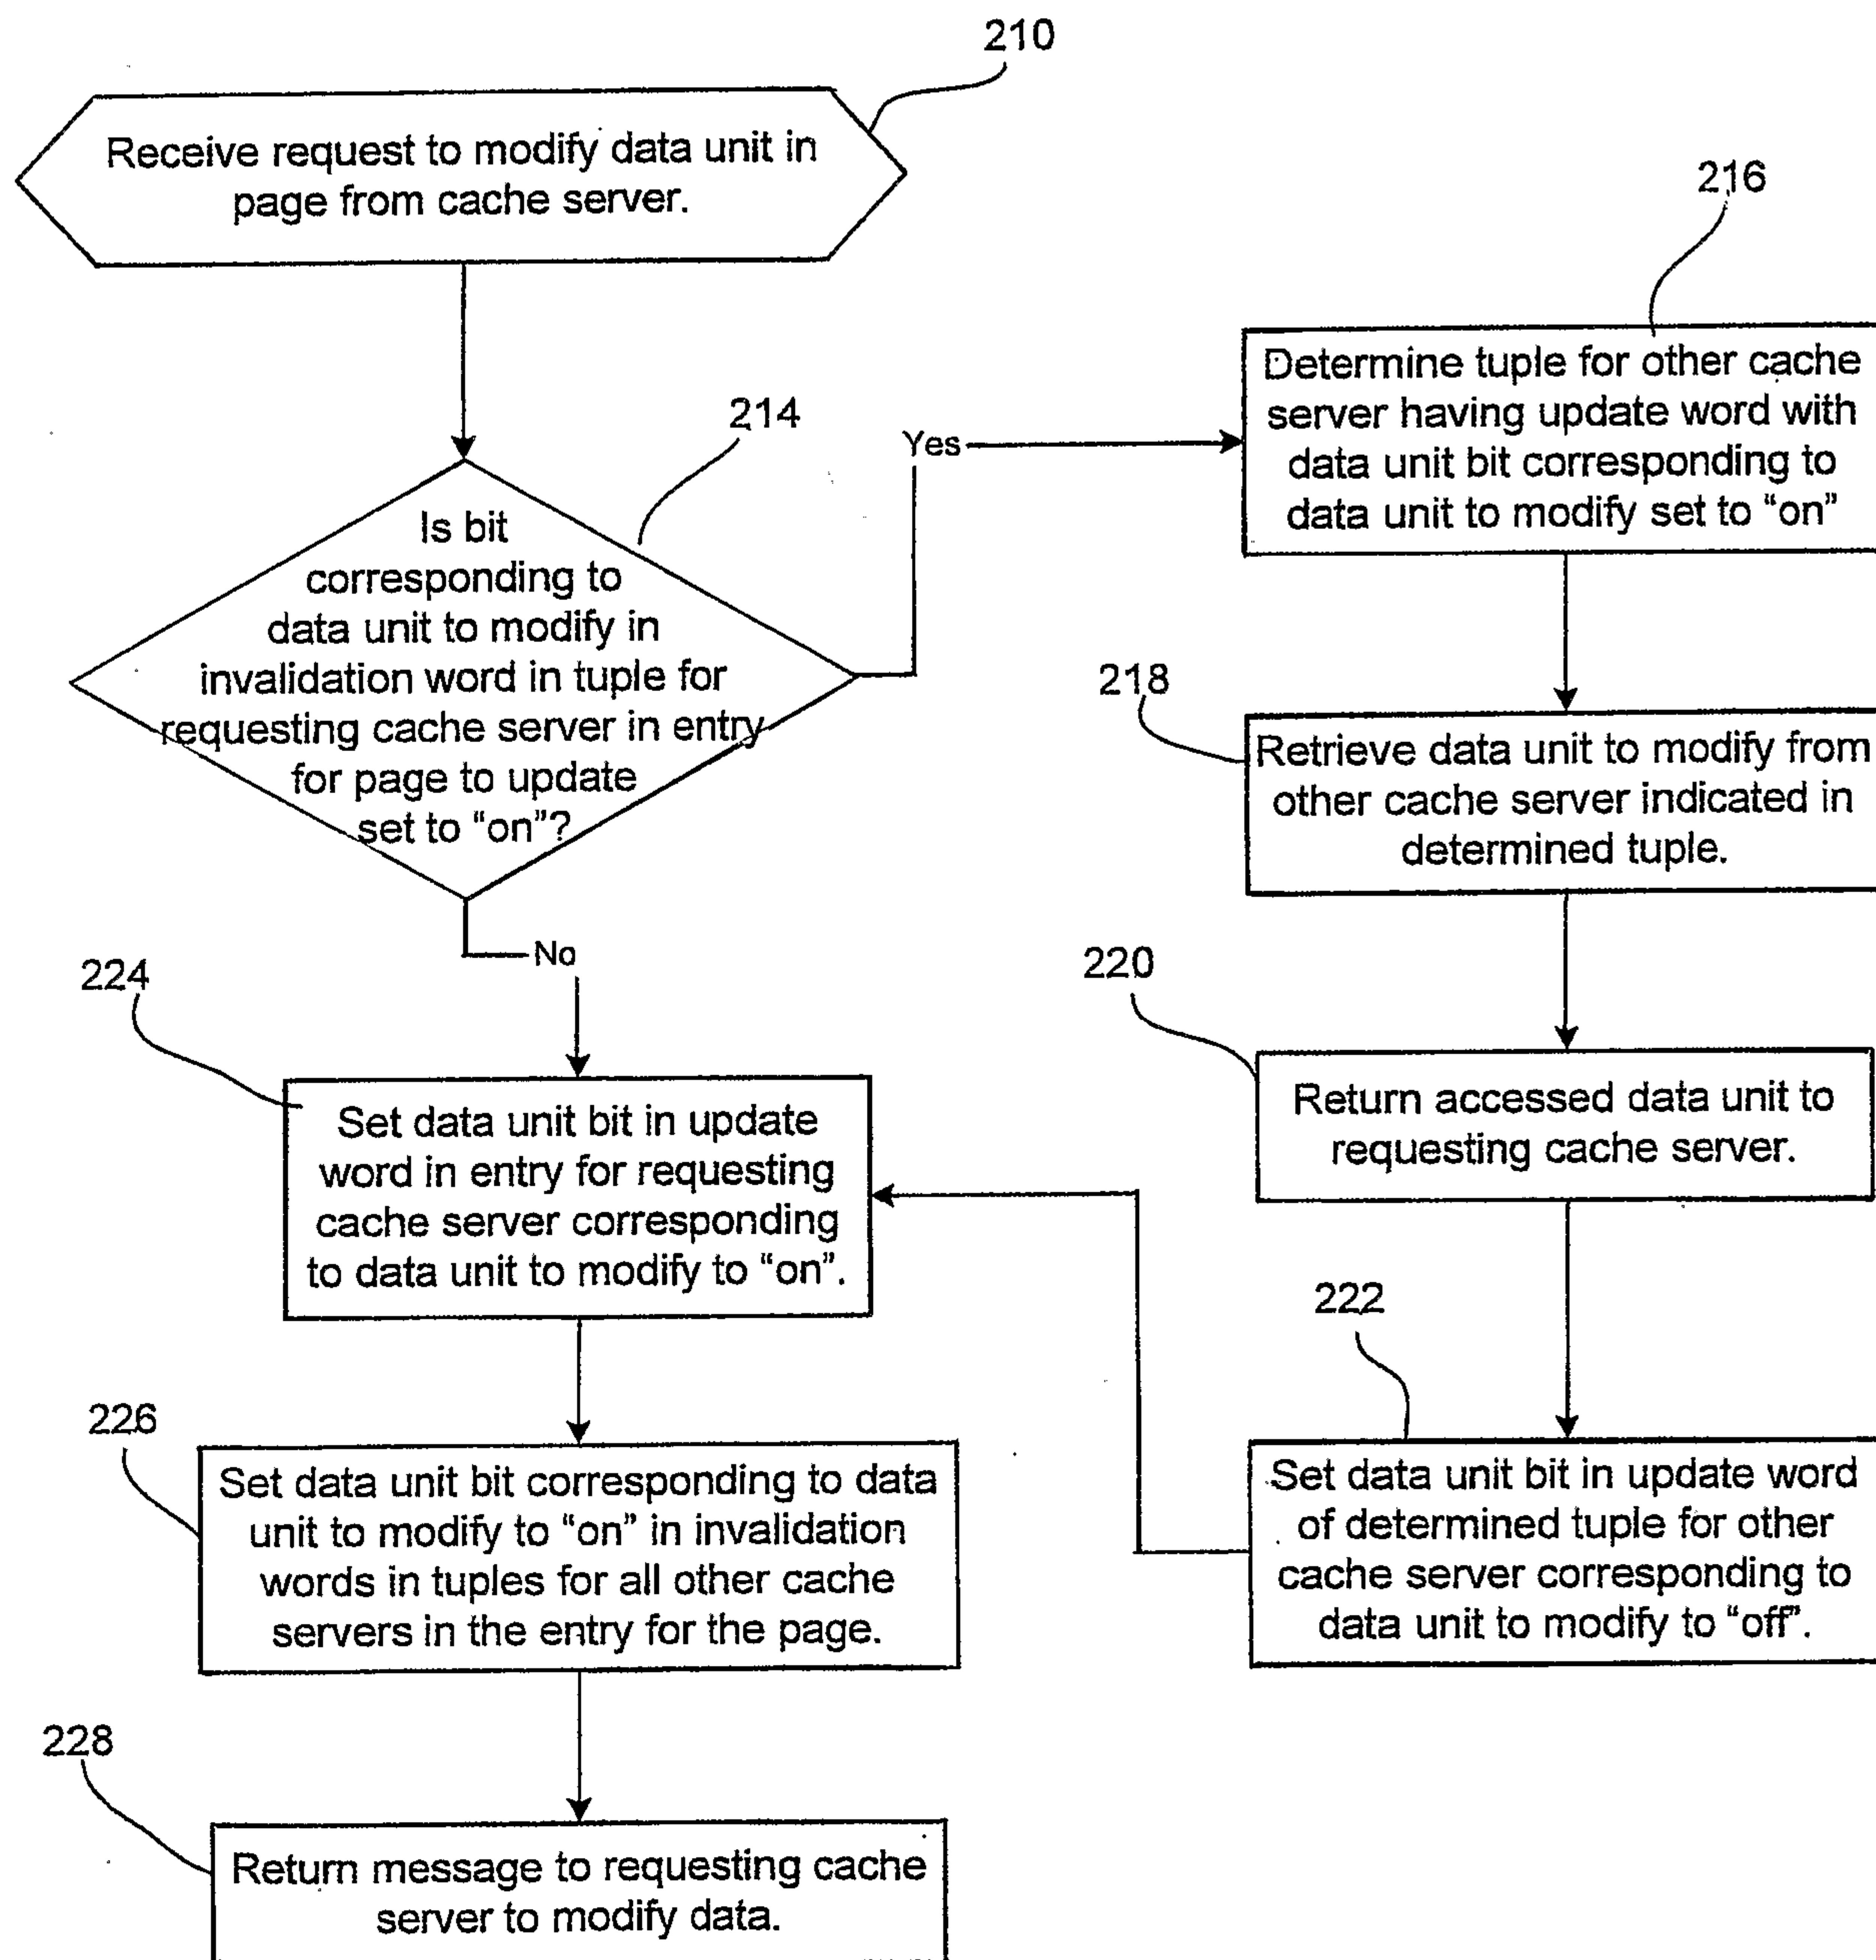 210
Receive request to modify data unit in
page from cache server.
214
Is bit
corresponding to
data unit to modify in
invalidation word in tuple for
requesting cache server in entry
for page to update
set to “on”?
Yes
No
216
Determine tuple for other cache
server having update word with
data unit bit corresponding to
data unit to modify set to “on”
218
Retrieve data unit to modify from
other cache server indicated in
determined tuple.
220
Return accessed data unit to
requesting cache server.
222
Set data unit bit in update word
of determined tuple for other
cache server corresponding to
data unit to modify to “off”.
224
Set data unit bit in update
word in entry for requesting
cache server corresponding
to data unit to modify to “on”.
226
Set data unit bit corresponding to data
unit to modify to “on” in invalidation
words in tuples for all other cache
servers in the entry for the page.
228
Return message to requesting cache
server to modify data.